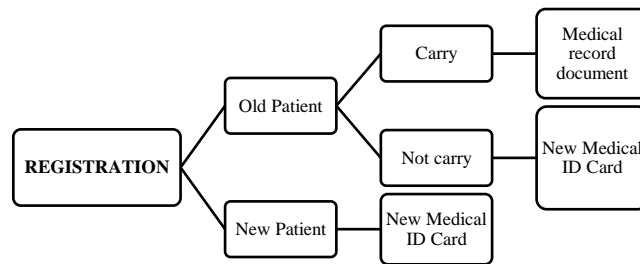 Carry
Medical
record
document
Old Patient
REGISTRATION
Not carry
New Medical
ID Card
New Patient
New Medical
ID Card